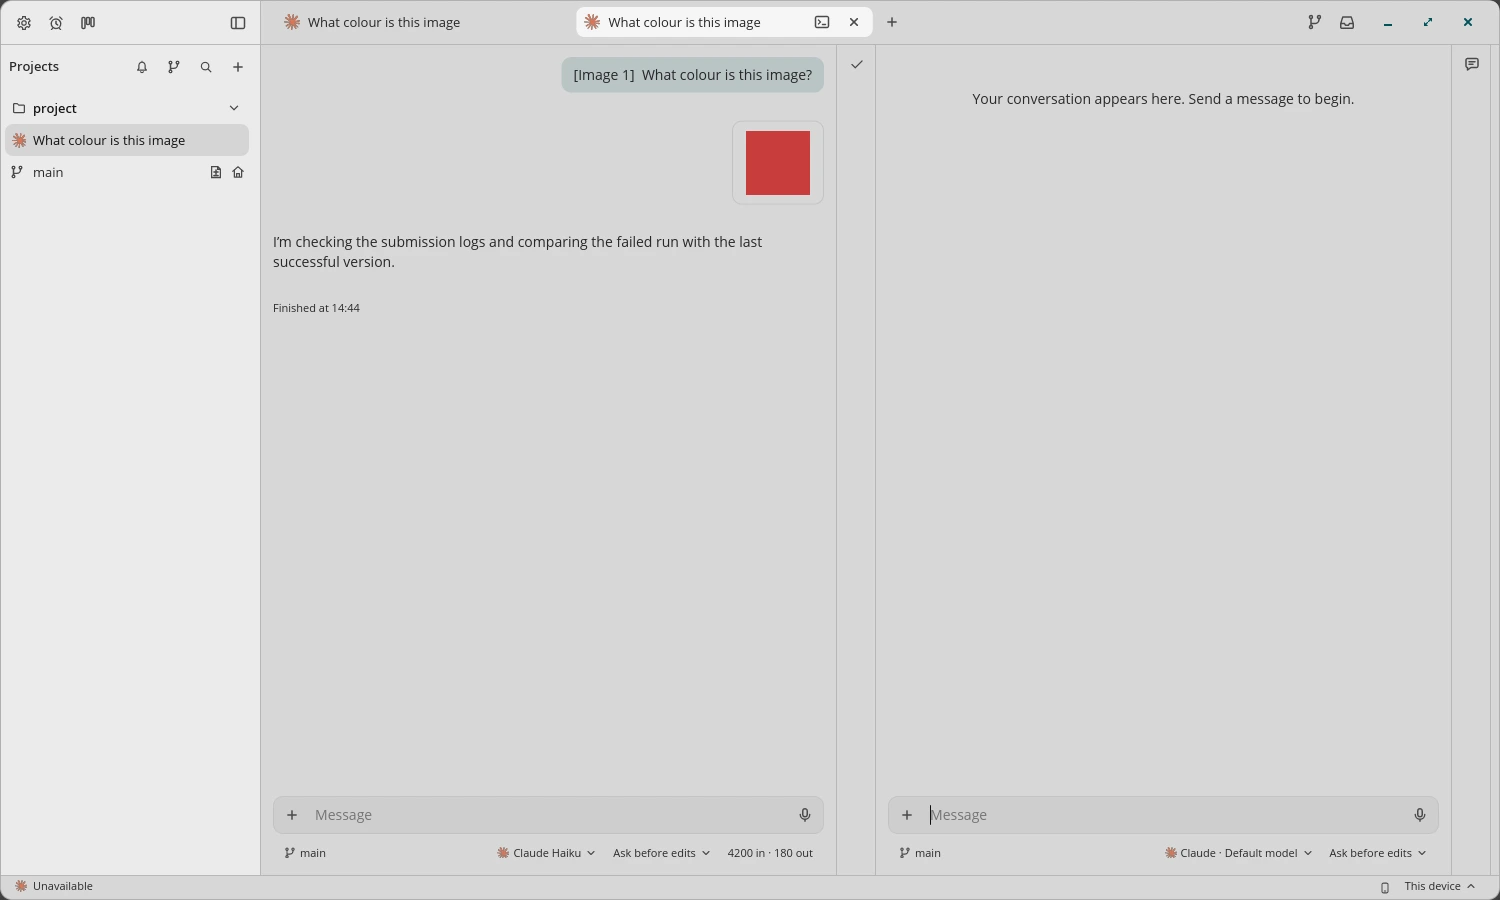 What colour is this image
What colour is this image
Projects
project
What colour is this image
main
[Image 1]  What colour is this image?
I’m checking the submission logs and comparing the failed run with the last
successful version.
Finished at 14:44
Message
main
Claude Haiku
Ask before edits
4200 in · 180 out
Your conversation appears here. Send a message to begin.
Message
main
Claude · Default model
Ask before edits
Unavailable
This device